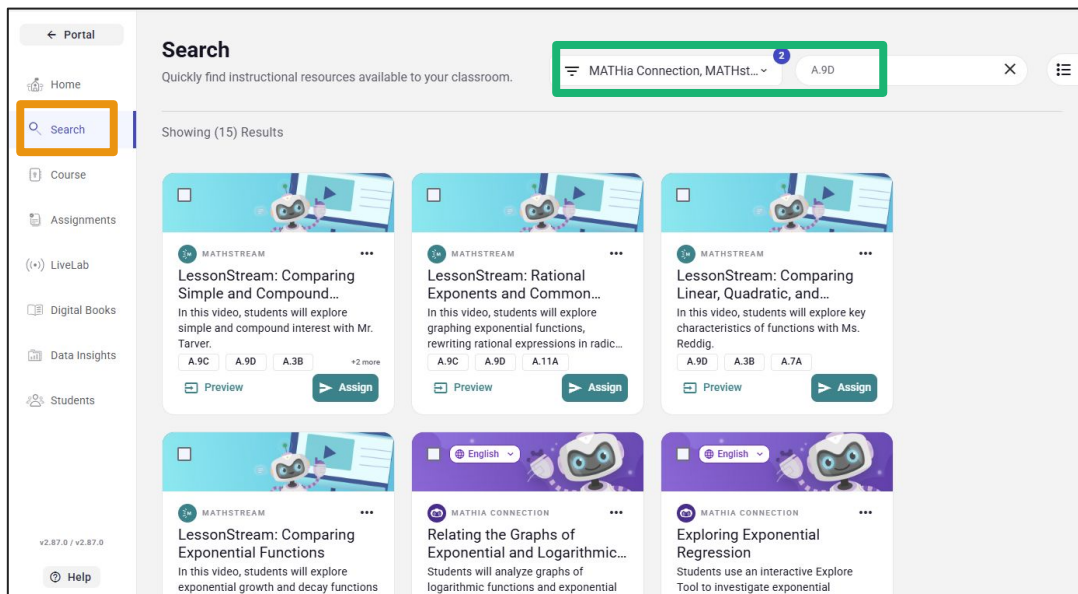 ← Portal
Home
Search
Course
Assignments
LiveLab
Digital Books
Data Insights
Students
v2.87.0 / v2.87.0
Help
Search
Quickly find instructional resources available to your classroom.
MATHia Connection, MATHst...
2
A.9D
Showing (15) Results
MATHSTREAM
LessonStream: Comparing
Simple and Compound...
In this video, students will explore
simple and compound interest with Mr.
Tarver.
A.9C A.9D A.3B +2 more
Preview Assign
MATHSTREAM
LessonStream: Rational
Exponents and Common...
In this video, students will explore
graphing exponential functions,
rewriting rational expressions in radic...
A.9C A.9D A.11A
Preview Assign
MATHSTREAM
LessonStream: Comparing
Linear, Quadratic, and...
In this video, students will explore key
characteristics of functions with Ms.
Reddig.
A.9D A.3B A.7A
Preview Assign
MATHSTREAM
LessonStream: Comparing
Exponential Functions
In this video, students will explore
exponential growth and decay functions
English
MATHIA CONNECTION
Relating the Graphs of
Exponential and Logarithmic...
Students will analyze graphs of
logarithmic functions and exponential
English
MATHIA CONNECTION
Exploring Exponential
Regression
Students use an interactive Explore
Tool to investigate exponential